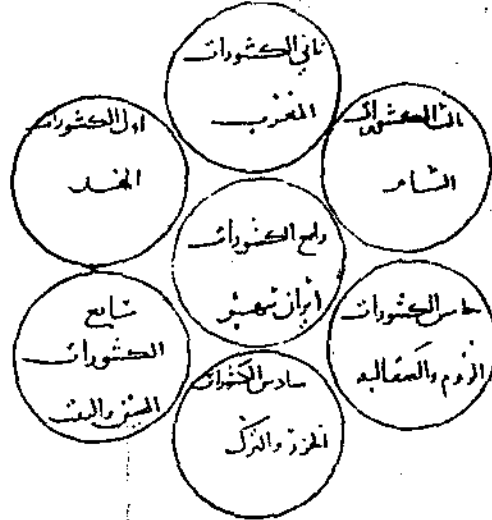 ثاني الكشورات
المغرب
ثالث الكشورات
الشام
اول الكشورات
الهند
رابع الكشورات
ايران شهر
خامس الكشورات
الروم والصقالبه
سابع
الكشورات
الصين والتبت
سادس الكشورات
الخزر والترك